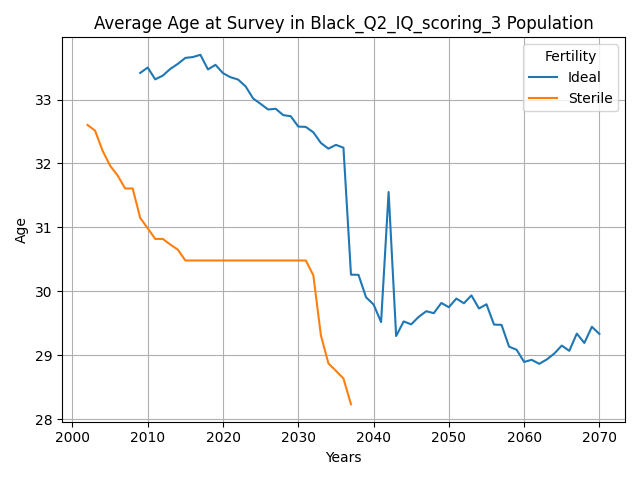 Average Age at Survey in Black_Q2_IQ_scoring_3 Population
Fertility
Ideal
Sterile
Age
33
32
31
30
29
28
2000 2010 2020 2030 2040 2050 2060 2070
Years